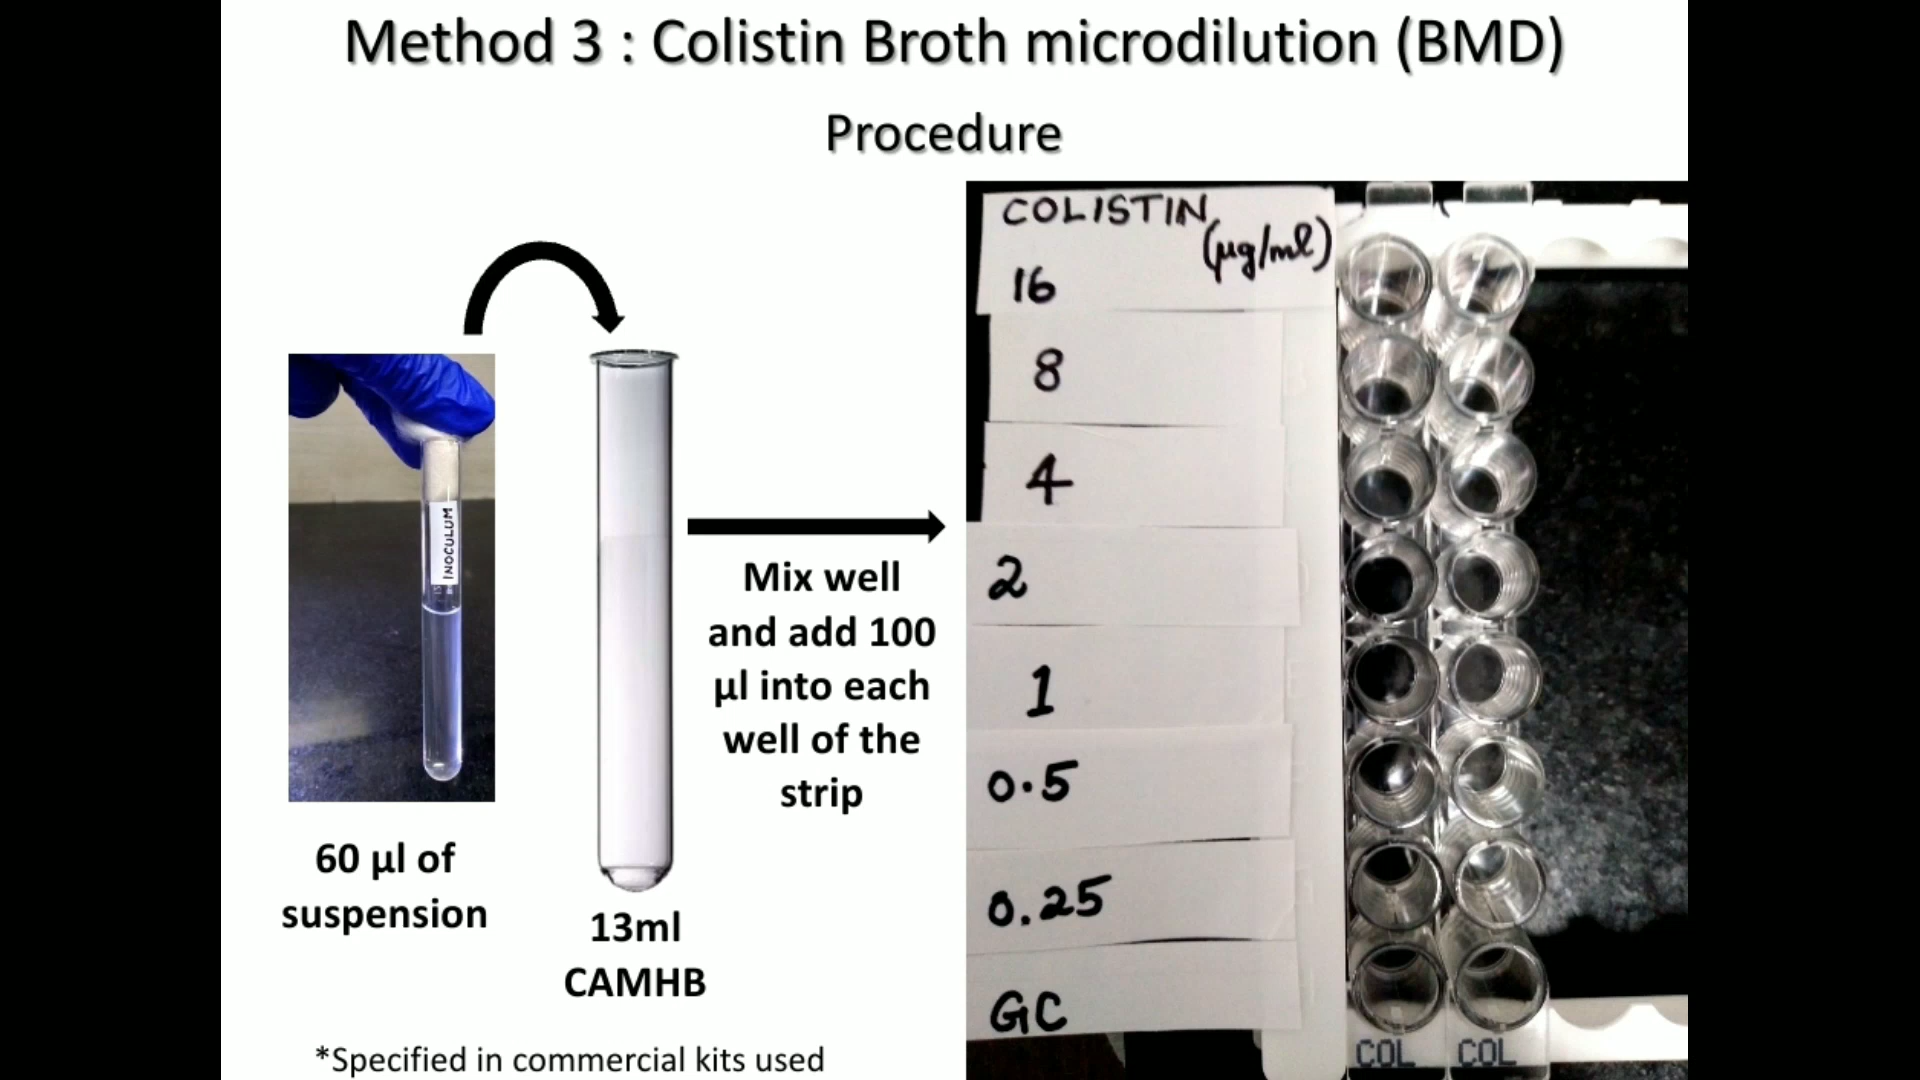 Method 3 : Colistin Broth microdilution (BMD)
Procedure
INOCULUM
60 µl of
suspension
13ml
CAMHB
Mix well
and add 100
µl into each
well of the
strip
*Specified in commercial kits used
COLISTIN
(µg/ml)
16
8
4
2
1
0.5
0.25
GC
COL COL